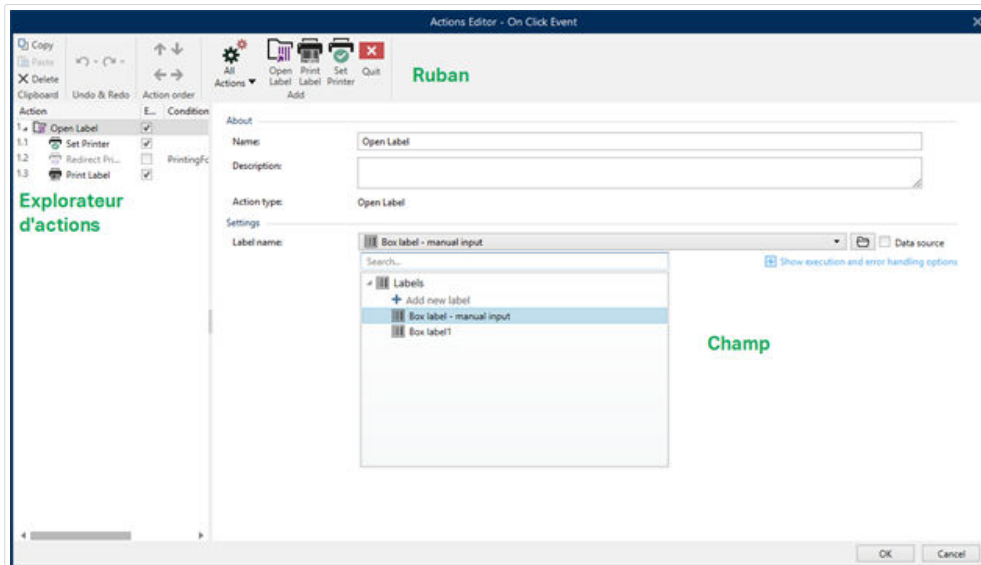 Actions Editor - On Click Event
Copy
Paste
Delete
Clipboard
Undo & Redo
Action order
All Actions
Open Label
Print Label
Set Printer
Quit
Add
Ruban
Action E... Condition
1 Open Label
1.1 Set Printer
1.2 Redirect Pri... PrintingFo
1.3 Print Label
Explorateur
d'actions
About
Name: Open Label
Description:
Action type: Open Label
Settings
Label name: Box label - manual input Data source
Search...
Show execution and error handling options
Labels
+ Add new label
Box label - manual input
Box label1
Champ
OK Cancel